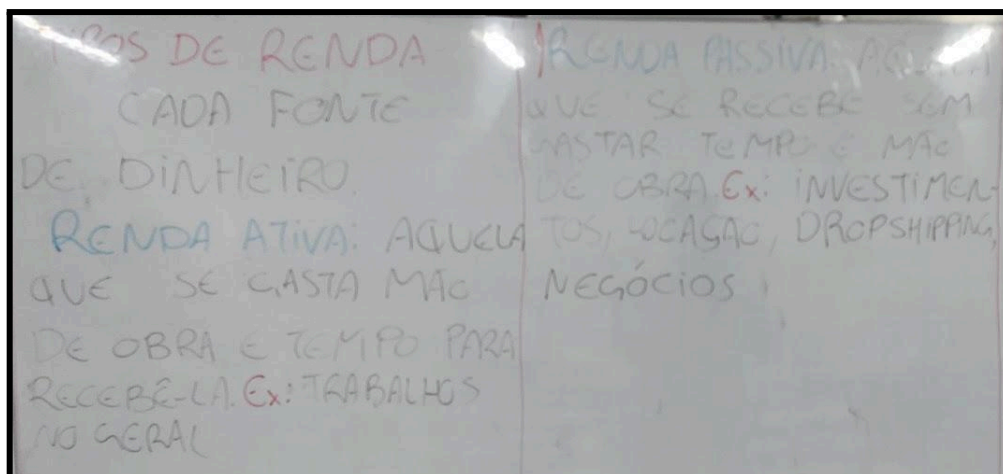 TIPOS DE RENDA
CADA FONTE
DE DINHEIRO.
RENDA ATIVA: AQUELA
QUE SE GASTA MÃO
DE OBRA E TEMPO PARA
RECEBÊ-LA. Ex: TRABALHOS
NO GERAL
RENDA PASSIVA: AQUELA
QUE SE RECEBE SEM
GASTAR TEMPO E MÃO
DE OBRA. Ex: INVESTIMEN-
TOS, LOCAÇÃO, DROPSHIPPING,
NEGÓCIOS